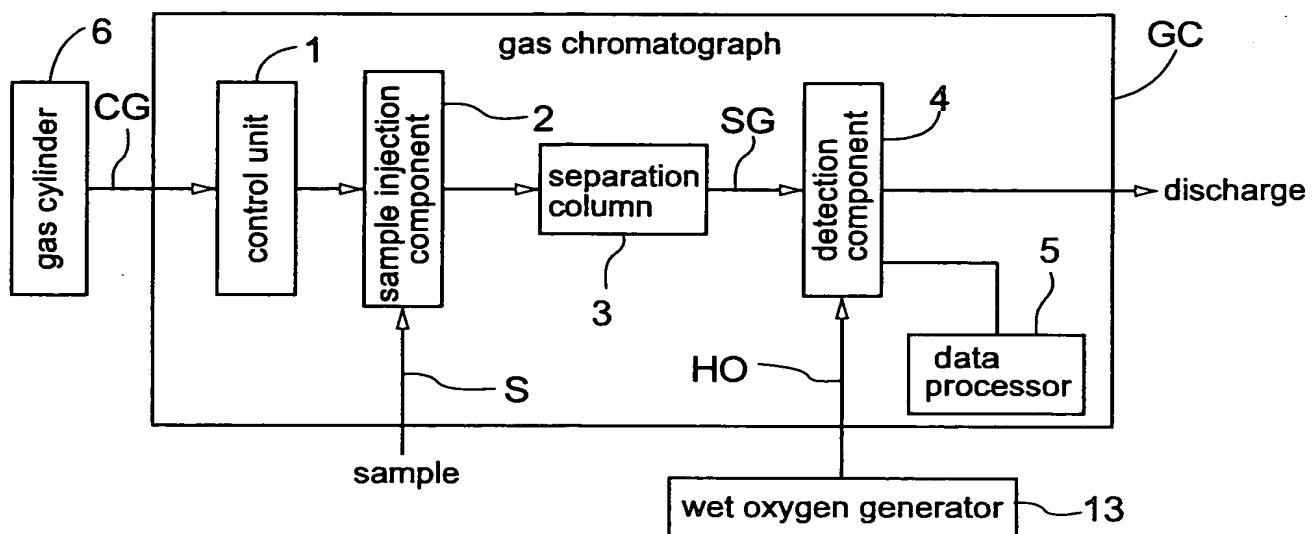 6
1
gas chromatograph
GC
CG
2
SG
4
gas cylinder
control unit
sample injection
component
separation
column
detection
component
discharge
3
5
S
HO
data
processor
sample
wet oxygen generator
13